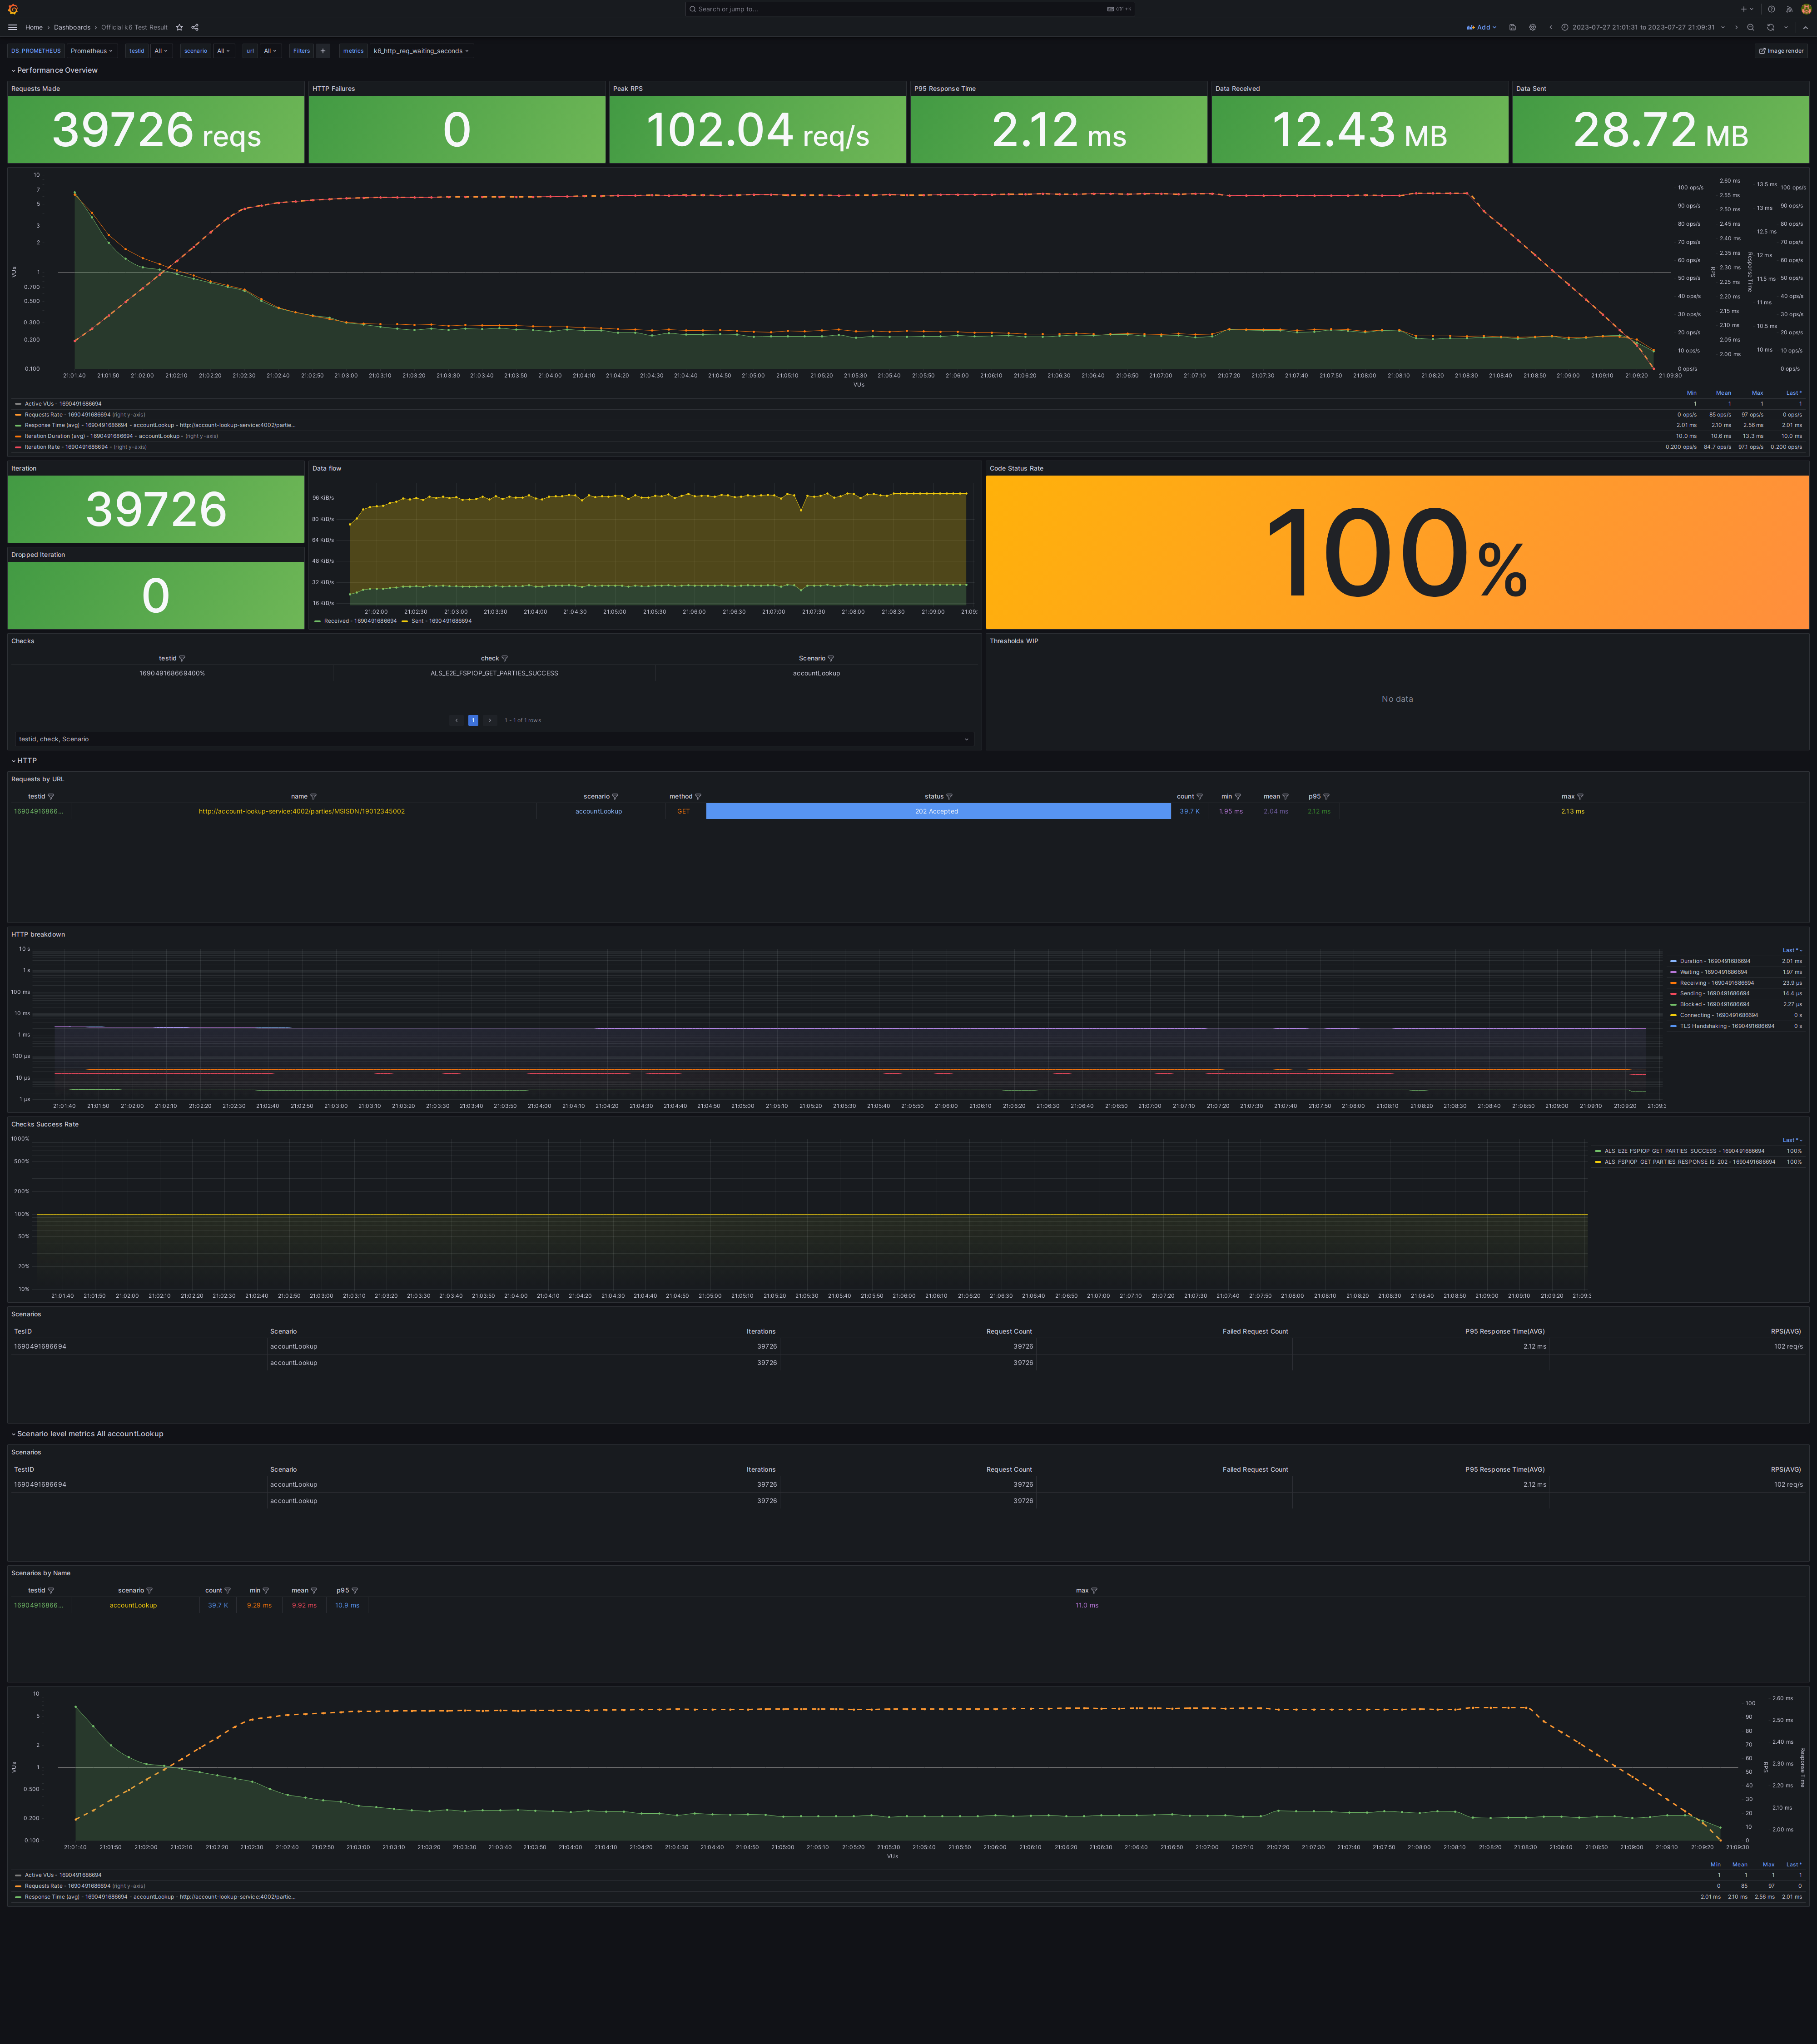 Search or jump to...
ctrl+k
Home › Dashboards › Official k6 Test Result
Add
2023-07-27 21:01:31 to 2023-07-27 21:09:31
DS_PROMETHEUS Prometheus testid All scenario All url All Filters + metrics k6_http_req_waiting_seconds
Image render
Performance Overview
Requests Made
39726 reqs
HTTP Failures
0
Peak RPS
102.04 req/s
P95 Response Time
2.12 ms
Data Received
12.43 MB
Data Sent
28.72 MB
10
7
5
3
2
1
0.700
0.500
0.300
0.200
0.100
VUs
100 ops/s
90 ops/s
80 ops/s
70 ops/s
60 ops/s
50 ops/s
40 ops/s
30 ops/s
20 ops/s
10 ops/s
0 ops/s
RPS
2.60 ms
2.55 ms
2.50 ms
2.45 ms
2.40 ms
2.35 ms
2.30 ms
2.25 ms
2.20 ms
2.15 ms
2.10 ms
2.05 ms
2.00 ms
Response Time
13.5 ms
13 ms
12.5 ms
12 ms
11.5 ms
11 ms
10.5 ms
10 ms
100 ops/s
90 ops/s
80 ops/s
70 ops/s
60 ops/s
50 ops/s
40 ops/s
30 ops/s
20 ops/s
10 ops/s
0 ops/s
21:01:40 21:01:50 21:02:00 21:02:10 21:02:20 21:02:30 21:02:40 21:02:50 21:03:00 21:03:10 21:03:20 21:03:30 21:03:40 21:03:50 21:04:00 21:04:10 21:04:20 21:04:30 21:04:40 21:04:50 21:05:00 21:05:10 21:05:20 21:05:30 21:05:40 21:05:50 21:06:00 21:06:10 21:06:20 21:06:30 21:06:40 21:06:50 21:07:00 21:07:10 21:07:20 21:07:30 21:07:40 21:07:50 21:08:00 21:08:10 21:08:20 21:08:30 21:08:40 21:08:50 21:09:00 21:09:10 21:09:20 21:09:30
VUs
Min Mean Max Last *
Active VUs - 1690491686694 1 1 1 1
Requests Rate - 1690491686694 (right y-axis) 0 ops/s 85 ops/s 97 ops/s 0 ops/s
Response Time (avg) - 1690491686694 - accountLookup - http://account-lookup-service:4002/partie... 2.01 ms 2.10 ms 2.56 ms 2.01 ms
Iteration Duration (avg) - 1690491686694 - accountLookup - (right y-axis) 10.0 ms 10.6 ms 13.3 ms 10.0 ms
Iteration Rate - 1690491686694 - (right y-axis) 0.200 ops/s 84.7 ops/s 97.1 ops/s 0.200 ops/s
Iteration
39726
Dropped Iteration
0
Data flow
96 KiB/s
80 KiB/s
64 KiB/s
48 KiB/s
32 KiB/s
16 KiB/s
21:02:00 21:02:30 21:03:00 21:03:30 21:04:00 21:04:30 21:05:00 21:05:30 21:06:00 21:06:30 21:07:00 21:07:30 21:08:00 21:08:30 21:09:00 21:09:
Received - 1690491686694 Sent - 1690491686694
Code Status Rate
100%
Checks
testid check Scenario
169049168669400% ALS_E2E_FSPIOP_GET_PARTIES_SUCCESS accountLookup
1
1 - 1 of 1 rows
testid, check, Scenario
Thresholds WIP
No data
HTTP
Requests by URL
testid name scenario method status count min mean p95 max
16904916866... http://account-lookup-service:4002/parties/MSISDN/19012345002 accountLookup GET 202 Accepted 39.7 K 1.95 ms 2.04 ms 2.12 ms 2.13 ms
HTTP breakdown
10 s
1 s
100 ms
10 ms
1 ms
100 µs
10 µs
1 µs
21:01:40 21:01:50 21:02:00 21:02:10 21:02:20 21:02:30 21:02:40 21:02:50 21:03:00 21:03:10 21:03:20 21:03:30 21:03:40 21:03:50 21:04:00 21:04:10 21:04:20 21:04:30 21:04:40 21:04:50 21:05:00 21:05:10 21:05:20 21:05:30 21:05:40 21:05:50 21:06:00 21:06:10 21:06:20 21:06:30 21:06:40 21:06:50 21:07:00 21:07:10 21:07:20 21:07:30 21:07:40 21:07:50 21:08:00 21:08:10 21:08:20 21:08:30 21:08:40 21:08:50 21:09:00 21:09:10 21:09:20 21:09:3
Last *
Duration - 1690491686694 2.01 ms
Waiting - 1690491686694 1.97 ms
Receiving - 1690491686694 23.9 µs
Sending - 1690491686694 14.4 µs
Blocked - 1690491686694 2.27 µs
Connecting - 1690491686694 0 s
TLS Handshaking - 1690491686694 0 s
Checks Success Rate
1000%
500%
200%
100%
50%
20%
10%
21:01:40 21:01:50 21:02:00 21:02:10 21:02:20 21:02:30 21:02:40 21:02:50 21:03:00 21:03:10 21:03:20 21:03:30 21:03:40 21:03:50 21:04:00 21:04:10 21:04:20 21:04:30 21:04:40 21:04:50 21:05:00 21:05:10 21:05:20 21:05:30 21:05:40 21:05:50 21:06:00 21:06:10 21:06:20 21:06:30 21:06:40 21:06:50 21:07:00 21:07:10 21:07:20 21:07:30 21:07:40 21:07:50 21:08:00 21:08:10 21:08:20 21:08:30 21:08:40 21:08:50 21:09:00 21:09:10 21:09:20 21:09:3
Last *
ALS_E2E_FSPIOP_GET_PARTIES_SUCCESS - 1690491686694 100%
ALS_FSPIOP_GET_PARTIES_RESPONSE_IS_202 - 1690491686694 100%
Scenarios
TesID Scenario Iterations Request Count Failed Request Count P95 Response Time(AVG) RPS(AVG)
1690491686694 accountLookup 39726 39726 2.12 ms 102 req/s
accountLookup 39726 39726
Scenario level metrics All accountLookup
Scenarios
TestID Scenario Iterations Request Count Failed Request Count P95 Response Time(AVG) RPS(AVG)
1690491686694 accountLookup 39726 39726 2.12 ms 102 req/s
accountLookup 39726 39726
Scenarios by Name
testid scenario count min mean p95 max
16904916866... accountLookup 39.7 K 9.29 ms 9.92 ms 10.9 ms 11.0 ms
10
5
2
1
0.500
0.200
0.100
VUs
100
90
80
70
60
50
40
30
20
10
0
RPS
2.60 ms
2.50 ms
2.40 ms
2.30 ms
2.20 ms
2.10 ms
2.00 ms
Response Time
21:01:40 21:01:50 21:02:00 21:02:10 21:02:20 21:02:30 21:02:40 21:02:50 21:03:00 21:03:10 21:03:20 21:03:30 21:03:40 21:03:50 21:04:00 21:04:10 21:04:20 21:04:30 21:04:40 21:04:50 21:05:00 21:05:10 21:05:20 21:05:30 21:05:40 21:05:50 21:06:00 21:06:10 21:06:20 21:06:30 21:06:40 21:06:50 21:07:00 21:07:10 21:07:20 21:07:30 21:07:40 21:07:50 21:08:00 21:08:10 21:08:20 21:08:30 21:08:40 21:08:50 21:09:00 21:09:10 21:09:20 21:09:30
VUs
Min Mean Max Last *
Active VUs - 1690491686694 1 1 1 1
Requests Rate - 1690491686694 (right y-axis) 0 85 97 0
Response Time (avg) - 1690491686694 - accountLookup - http://account-lookup-service:4002/partie... 2.01 ms 2.10 ms 2.56 ms 2.01 ms